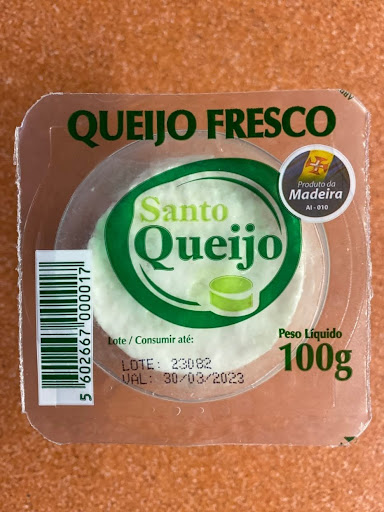 QUEIJO FRESCO
Produto da
Madeira
AI - 010
Santo
Queijo
Lote / Consumir até:
LOTE: 23082
VAL: 30/03/2023
Peso Líquido
100g
5 602667 000017